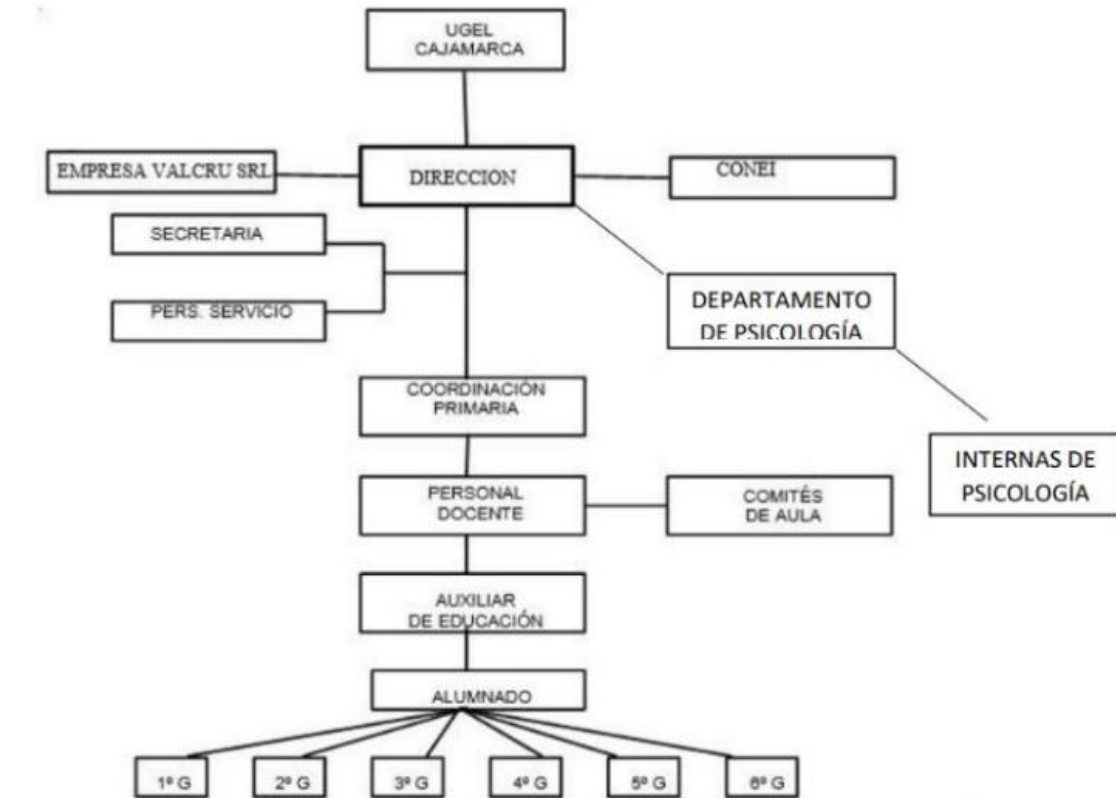 UGEL
CAJAMARCA
EMPRESA VALCRU SRL
DIRECCION
CONEI
SECRETARIA
PERS. SERVICIO
DEPARTAMENTO
DE PSICOLOGÍA
COORDINACIÓN
PRIMARIA
INTERNAS DE
PSICOLOGÍA
PERSONAL
DOCENTE
COMITÉS
DE AULA
AUXILIAR
DE EDUCACIÓN
ALUMNADO
1º G
2º G
3º G
4º G
5º G
6º G